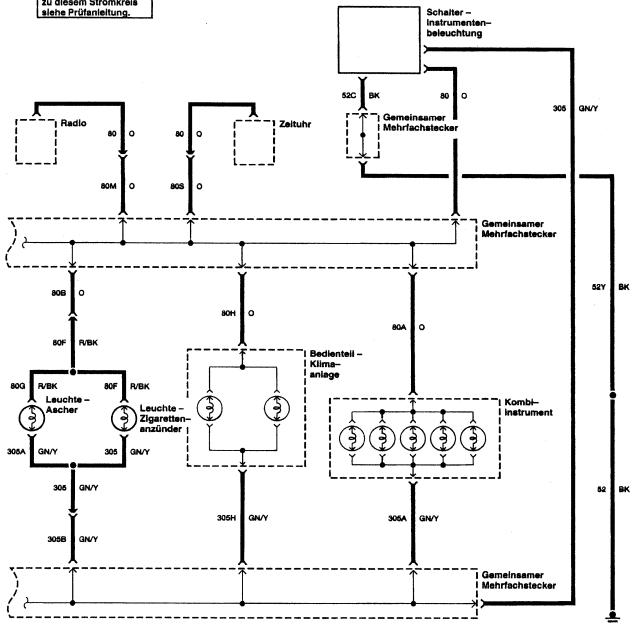 zu diesem Stromkreis
siehe Prüfanleitung.
Schalter –
Instrumenten-
beleuchtung
52C BK
80 O
305 GN/Y
Radio
80 O
80 O
Zeituhr
Gemeinsamer
Mehrfachstecker
80M O
80S O
Gemeinsamer
Mehrfachstecker
80B O
80H O
80A O
52Y BK
80F R/BK
80G R/BK
80F R/BK
Leuchte –
Ascher
Leuchte –
Zigaretten-
anzünder
Bedienteil –
Klima-
anlage
Kombi-
instrument
305A GN/Y
305 GN/Y
305 GN/Y
305B GN/Y
305H GN/Y
305A GN/Y
52 BK
Gemeinsamer
Mehrfachstecker